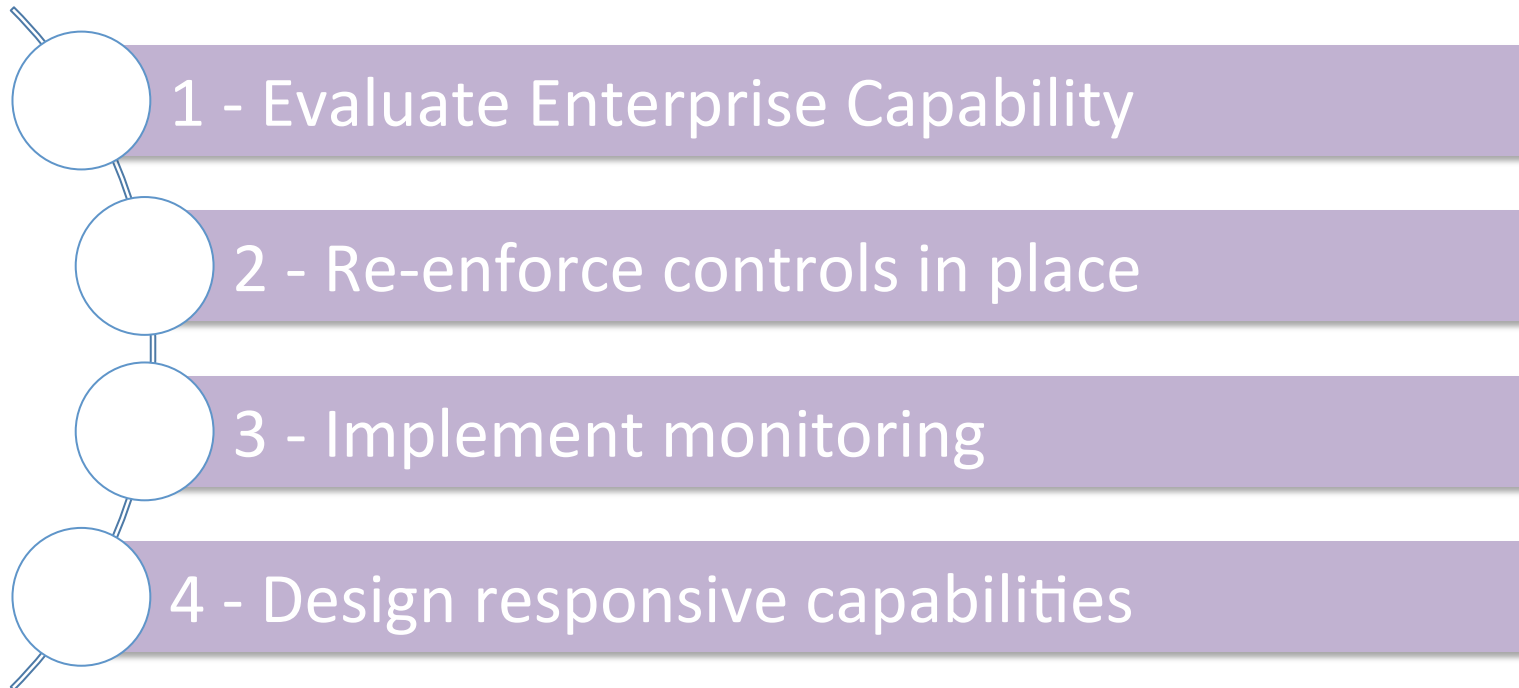 1 - Evaluate Enterprise Capability
2 - Re-enforce controls in place
3 - Implement monitoring
4 - Design responsive capabilities